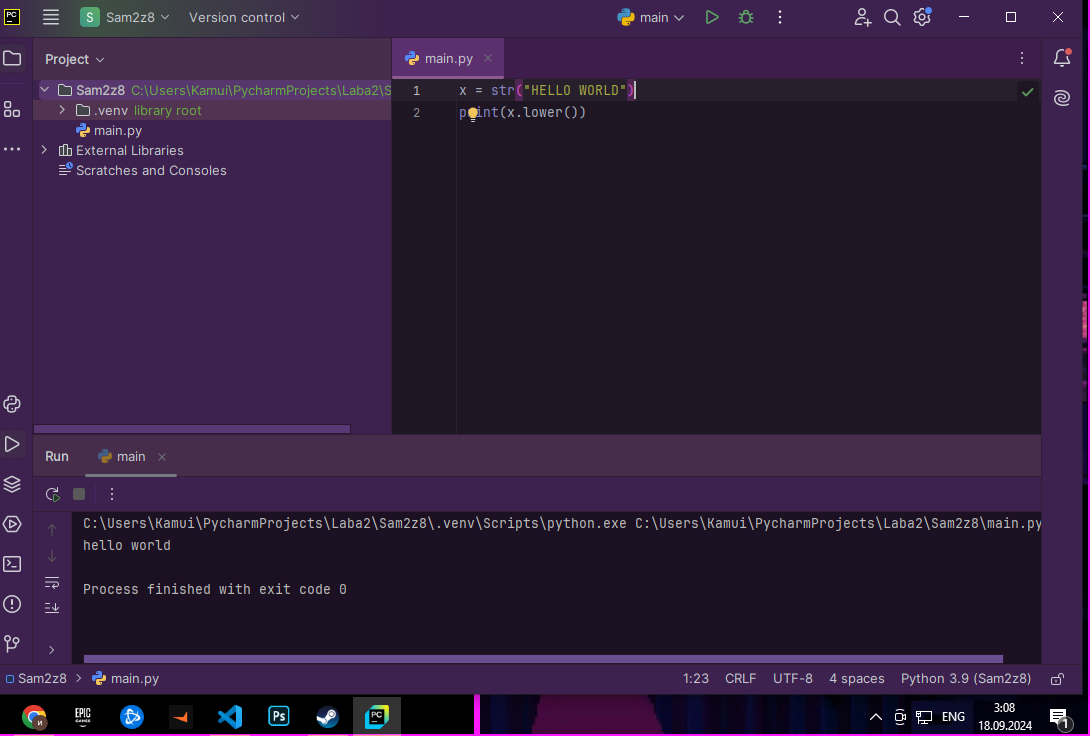 PC S Sam2z8 Version control main
Project main.py
Sam2z8 C:\Users\Kamui\PycharmProjects\Laba2\S
.venv library root
main.py
External Libraries
Scratches and Consoles
1 x = str("HELLO WORLD")
2 print(x.lower())
Run main
C:\Users\Kamui\PycharmProjects\Laba2\Sam2z8\.venv\Scripts\python.exe C:\Users\Kamui\PycharmProjects\Laba2\Sam2z8\main.py
hello world
Process finished with exit code 0
Sam2z8 main.py 1:23 CRLF UTF-8 4 spaces Python 3.9 (Sam2z8)
И EPIC GAMES Ps PC ENG 3:08
18.09.2024 1